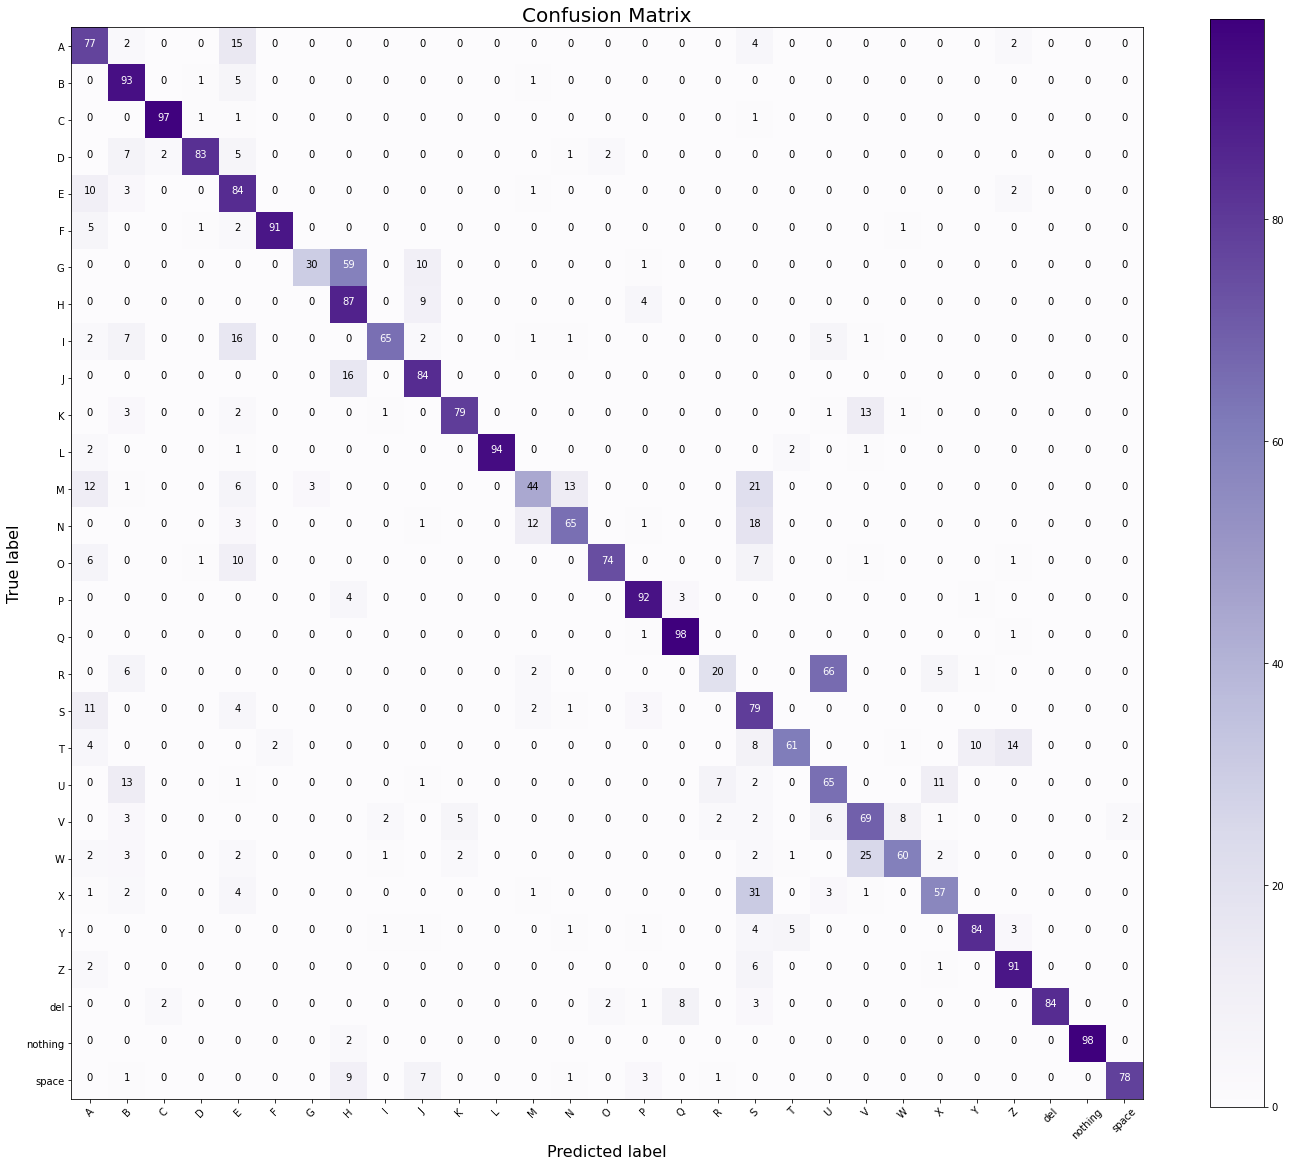 Confusion Matrix
A 77 2 0 0 15 0 0 0 0 0 0 0 0 0 0 0 0 0 4 0 0 0 0 0 0 2 0 0 0
B 0 93 0 1 5 0 0 0 0 0 0 0 1 0 0 0 0 0 0 0 0 0 0 0 0 0 0 0 0
C 0 0 97 1 1 0 0 0 0 0 0 0 0 0 0 0 0 0 1 0 0 0 0 0 0 0 0 0 0
D 0 7 2 83 5 0 0 0 0 0 0 0 0 1 2 0 0 0 0 0 0 0 0 0 0 0 0 0 0
E 10 3 0 0 84 0 0 0 0 0 0 0 1 0 0 0 0 0 0 0 0 0 0 0 0 2 0 0 0
F 5 0 0 1 2 91 0 0 0 0 0 0 0 0 0 0 0 0 0 0 0 0 1 0 0 0 0 0 0
G 0 0 0 0 0 0 30 59 0 10 0 0 0 0 0 1 0 0 0 0 0 0 0 0 0 0 0 0 0
H 0 0 0 0 0 0 0 87 0 9 0 0 0 0 0 4 0 0 0 0 0 0 0 0 0 0 0 0 0
I 2 7 0 0 16 0 0 0 65 2 0 0 1 1 0 0 0 0 0 0 5 1 0 0 0 0 0 0 0
J 0 0 0 0 0 0 0 16 0 84 0 0 0 0 0 0 0 0 0 0 0 0 0 0 0 0 0 0 0
K 0 3 0 0 2 0 0 0 1 0 79 0 0 0 0 0 0 0 0 0 1 13 1 0 0 0 0 0 0
L 2 0 0 0 1 0 0 0 0 0 0 94 0 0 0 0 0 0 0 2 0 1 0 0 0 0 0 0 0
M 12 1 0 0 6 0 3 0 0 0 0 0 44 13 0 0 0 0 21 0 0 0 0 0 0 0 0 0 0
N 0 0 0 0 3 0 0 0 0 1 0 0 12 65 0 1 0 0 18 0 0 0 0 0 0 0 0 0 0
O 6 0 0 1 10 0 0 0 0 0 0 0 0 0 74 0 0 0 7 0 0 1 0 0 0 1 0 0 0
P 0 0 0 0 0 0 0 4 0 0 0 0 0 0 0 92 3 0 0 0 0 0 0 0 1 0 0 0 0
Q 0 0 0 0 0 0 0 0 0 0 0 0 0 0 0 1 98 0 0 0 0 0 0 0 0 1 0 0 0
R 0 6 0 0 0 0 0 0 0 0 0 0 2 0 0 0 0 20 0 0 66 0 0 5 1 0 0 0 0
S 11 0 0 0 4 0 0 0 0 0 0 0 2 1 0 3 0 0 79 0 0 0 0 0 0 0 0 0 0
T 4 0 0 0 0 2 0 0 0 0 0 0 0 0 0 0 0 0 8 61 0 0 1 0 10 14 0 0 0
U 0 13 0 0 1 0 0 0 0 1 0 0 0 0 0 0 0 7 2 0 65 0 0 11 0 0 0 0 0
V 0 3 0 0 0 0 0 0 2 0 5 0 0 0 0 0 0 2 2 0 6 69 8 1 0 0 0 0 2
W 2 3 0 0 2 0 0 0 1 0 2 0 0 0 0 0 0 0 2 1 0 25 60 2 0 0 0 0 0
X 1 2 0 0 4 0 0 0 0 0 0 0 1 0 0 0 0 0 31 0 3 1 0 57 0 0 0 0 0
Y 0 0 0 0 0 0 0 0 1 1 0 0 0 1 0 1 0 0 4 5 0 0 0 0 84 3 0 0 0
Z 2 0 0 0 0 0 0 0 0 0 0 0 0 0 0 0 0 0 6 0 0 0 0 1 0 91 0 0 0
del 0 0 2 0 0 0 0 0 0 0 0 0 0 0 2 1 8 0 3 0 0 0 0 0 0 0 84 0 0
nothing 0 0 0 0 0 0 0 2 0 0 0 0 0 0 0 0 0 0 0 0 0 0 0 0 0 0 0 98 0
space 0 1 0 0 0 0 0 9 0 7 0 0 0 1 0 3 0 1 0 0 0 0 0 0 0 0 0 0 78
A B C D E F G H I J K L M N O P Q R S T U V W X Y Z del nothing space
True label
Predicted label
80
60
40
20
0